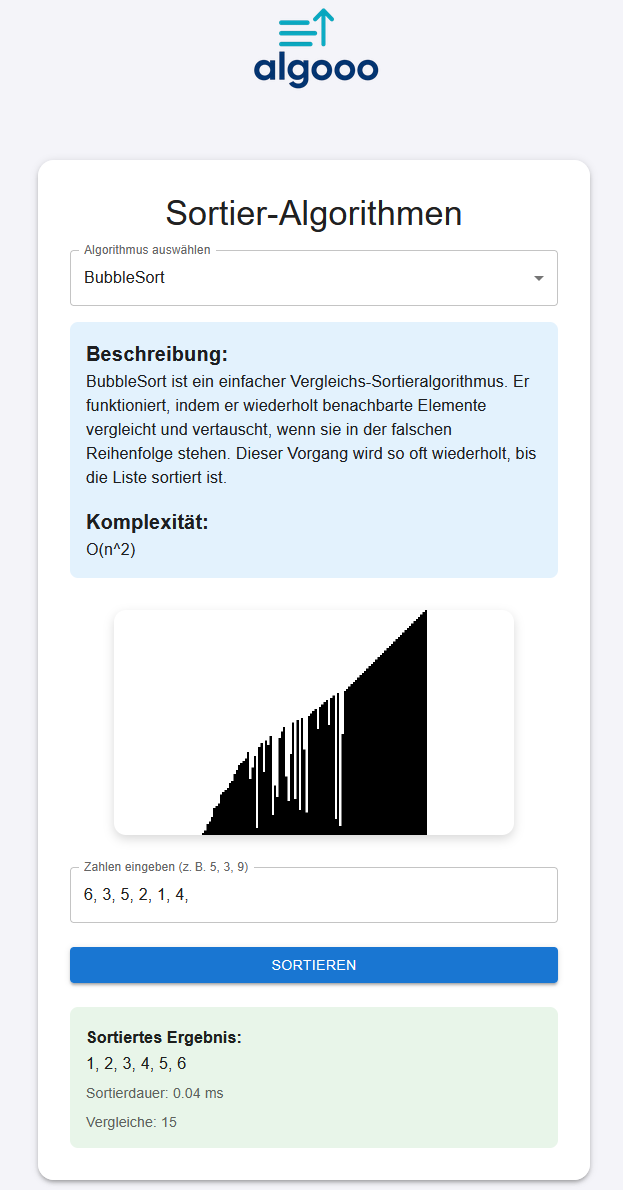 algooo
Sortier-Algorithmen
Algorithmus auswählen
BubbleSort
Beschreibung:
BubbleSort ist ein einfacher Vergleichs-Sortieralgorithmus. Er
funktioniert, indem er wiederholt benachbarte Elemente
vergleicht und vertauscht, wenn sie in der falschen
Reihenfolge stehen. Dieser Vorgang wird so oft wiederholt, bis
die Liste sortiert ist.
Komplexität:
O(n^2)
Zahlen eingeben (z. B. 5, 3, 9)
6, 3, 5, 2, 1, 4,
SORTIEREN
Sortiertes Ergebnis:
1, 2, 3, 4, 5, 6
Sortierdauer: 0.04 ms
Vergleiche: 15